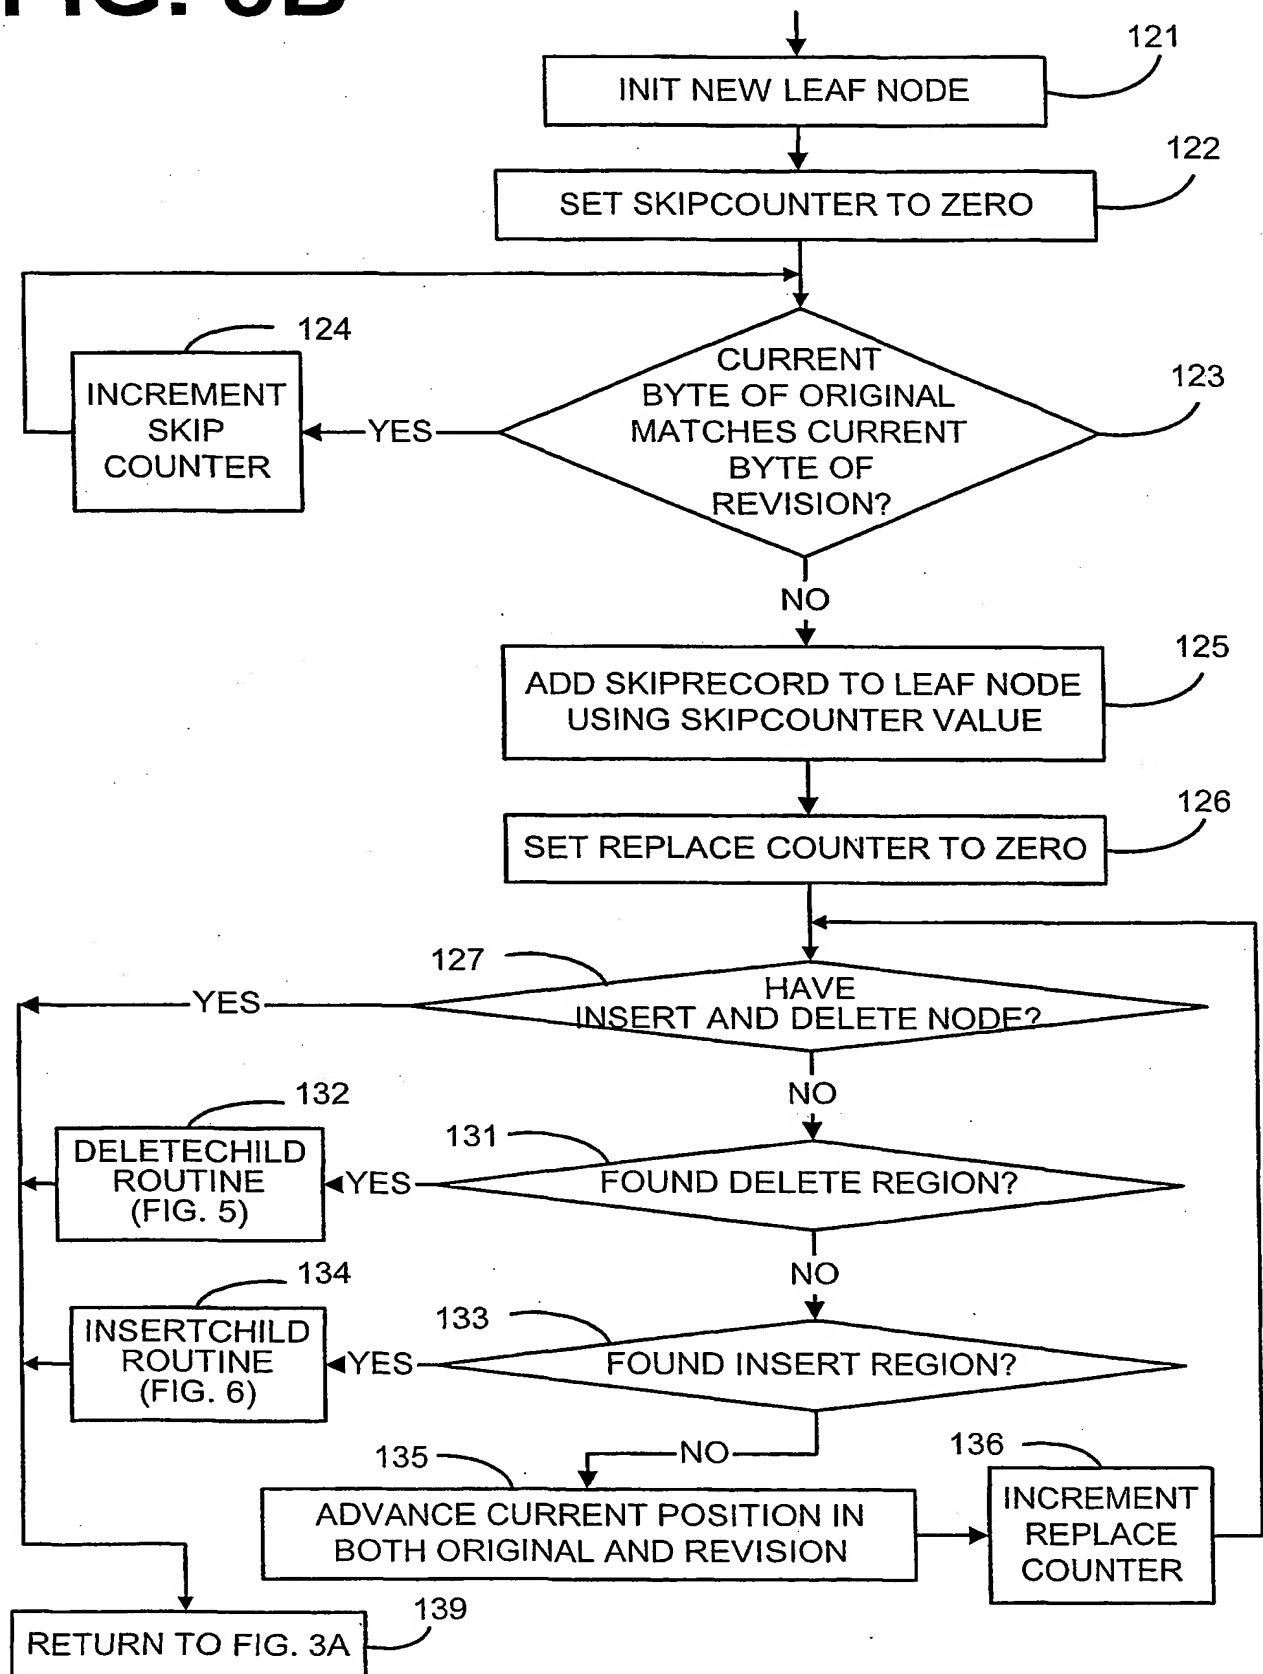 121
INIT NEW LEAF NODE
122
SET SKIPCOUNTER TO ZERO
124
INCREMENT
SKIP
COUNTER
YES
CURRENT
BYTE OF ORIGINAL
MATCHES CURRENT
BYTE OF
REVISION?
123
NO
125
ADD SKIPRECORD TO LEAF NODE
USING SKIPCOUNTER VALUE
126
SET REPLACE COUNTER TO ZERO
127
YES
HAVE
INSERT AND DELETE NODE?
NO
132
DELETECHILD
ROUTINE
(FIG. 5)
YES
131
FOUND DELETE REGION?
NO
134
INSERTCHILD
ROUTINE
(FIG. 6)
YES
133
FOUND INSERT REGION?
NO
135
ADVANCE CURRENT POSITION IN
BOTH ORIGINAL AND REVISION
136
INCREMENT
REPLACE
COUNTER
139
RETURN TO FIG. 3A